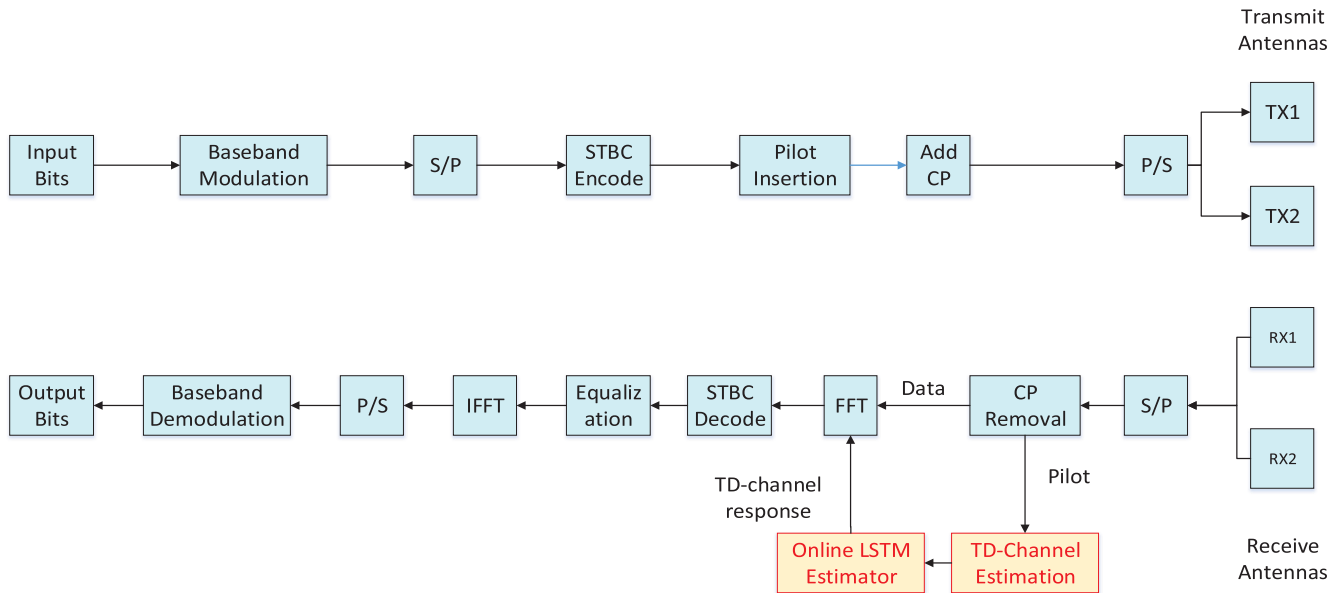 Transmit
Antennas
Input
Bits
Baseband
Modulation
S/P
STBC
Encode
Pilot
Insertion
Add
CP
P/S
TX1
TX2
RX1
Output
Bits
Baseband
Demodulation
P/S
IFFT
Equaliz
ation
STBC
Decode
FFT
Data
CP
Removal
S/P
RX2
TD-channel
response
Pilot
Online LSTM
Estimator
TD-Channel
Estimation
Receive
Antennas